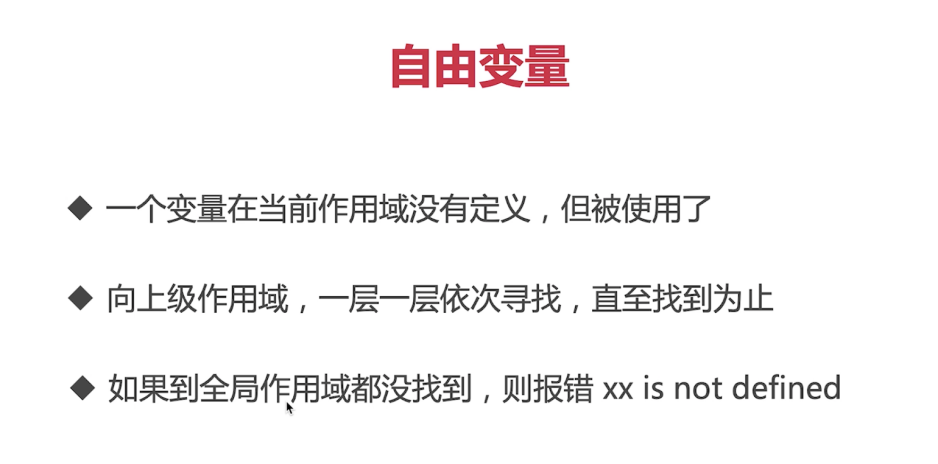 自由变量
◆ 一个变量在当前作用域没有定义，但被使用了
◆ 向上级作用域，一层一层依次寻找，直至找到为止
◆ 如果到全局作用域都没找到，则报错 xx is not defined